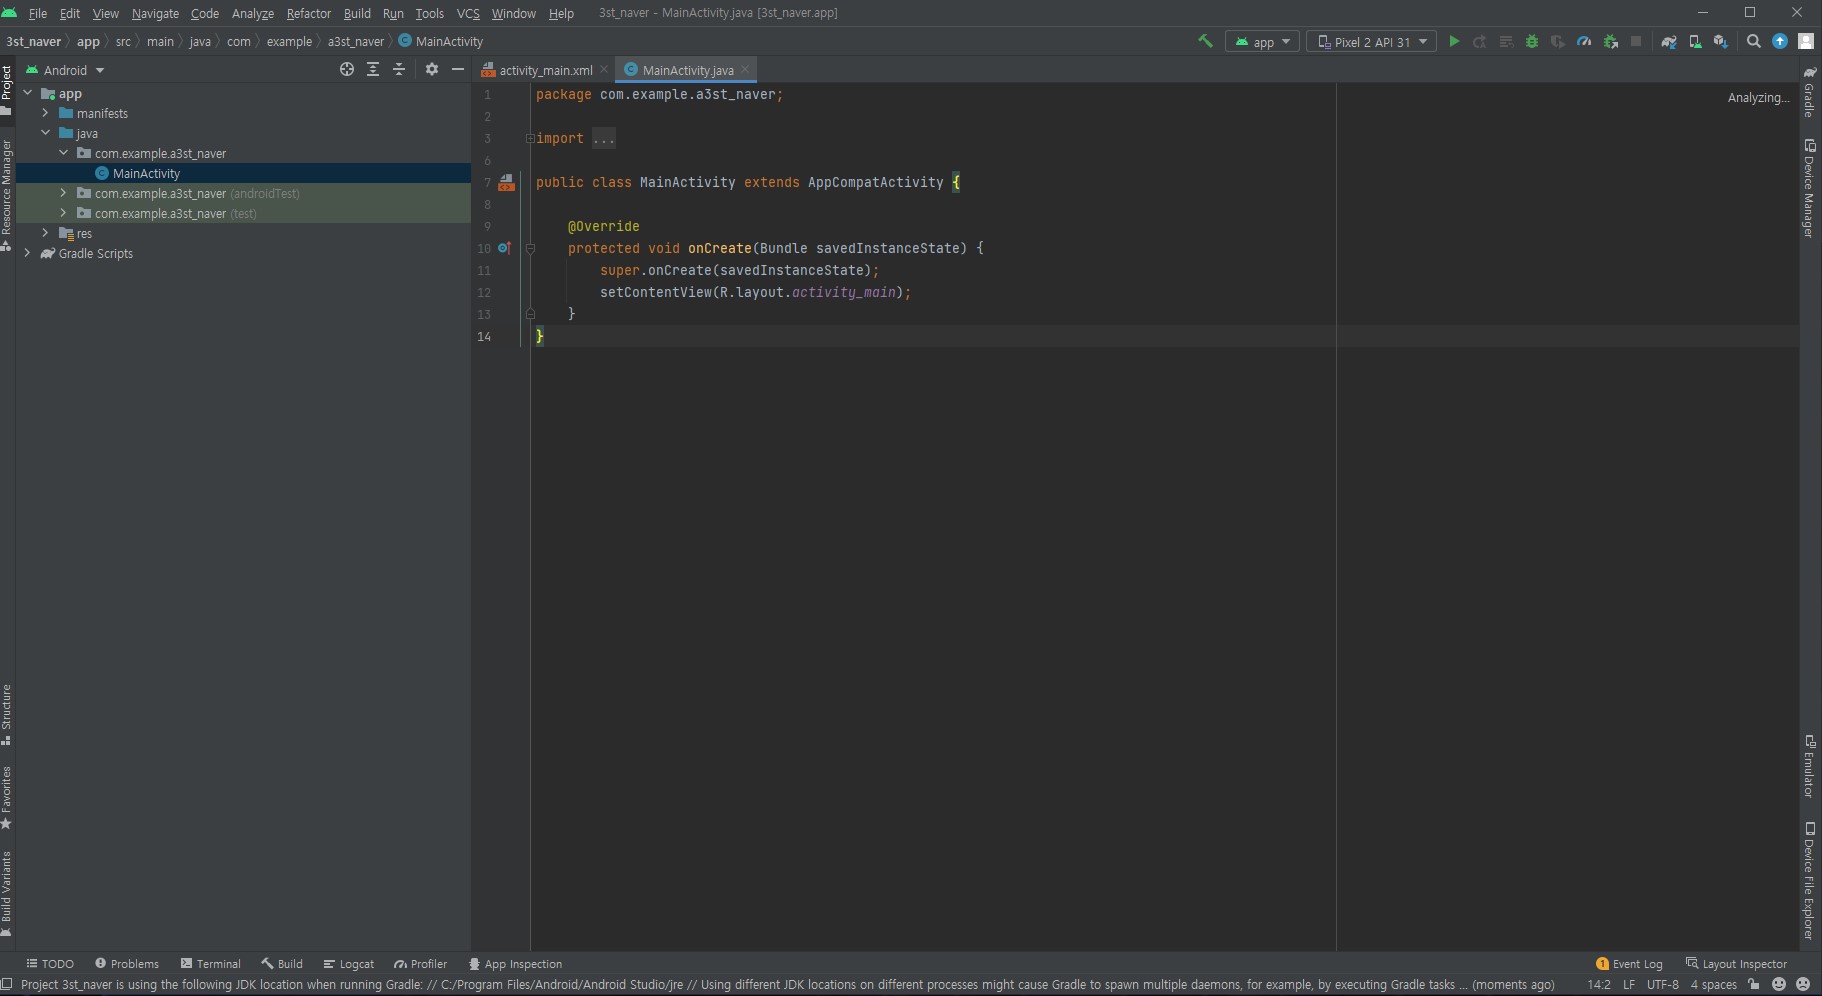 File Edit View Navigate Code Analyze Refactor Build Run Tools VCS Window Help 3st_naver - MainActivity.java [3st_naver.app]
3st_naver app src main java com example a3st_naver MainActivity app Pixel 2 API 31
Project
Resource Manager
Structure
Favorites
Build Variants
Android
app
manifests
java
com.example.a3st_naver
MainActivity
com.example.a3st_naver (androidTest)
com.example.a3st_naver (test)
res
Gradle Scripts
activity_main.xml MainActivity.java
Analyzing...
1 package com.example.a3st_naver;
2
3 import ...
6
7 public class MainActivity extends AppCompatActivity {
8
9 @Override
10 protected void onCreate(Bundle savedInstanceState) {
11 super.onCreate(savedInstanceState);
12 setContentView(R.layout.activity_main);
13 }
14 }
Gradle
Device Manager
Emulator
Device File Explorer
TODO Problems Terminal Build Logcat Profiler App Inspection 1 Event Log Layout Inspector
Project 3st_naver is using the following JDK location when running Gradle: // C:/Program Files/Android/Android Studio/jre // Using different JDK locations on different processes might cause Gradle to spawn multiple daemons, for example, by executing Gradle tasks ... (moments ago) 14:2 LF UTF-8 4 spaces